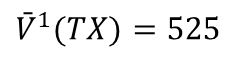 V̄¹(TX) = 525